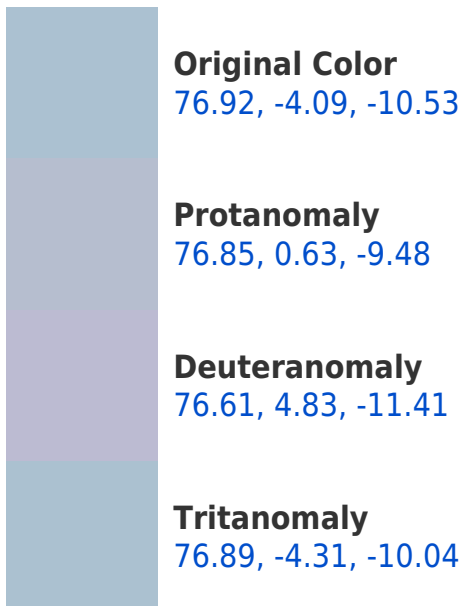 Original Color
76.92, -4.09, -10.53
Protanomaly
76.85, 0.63, -9.48
Deuteranomaly
76.61, 4.83, -11.41
Tritanomaly
76.89, -4.31, -10.04